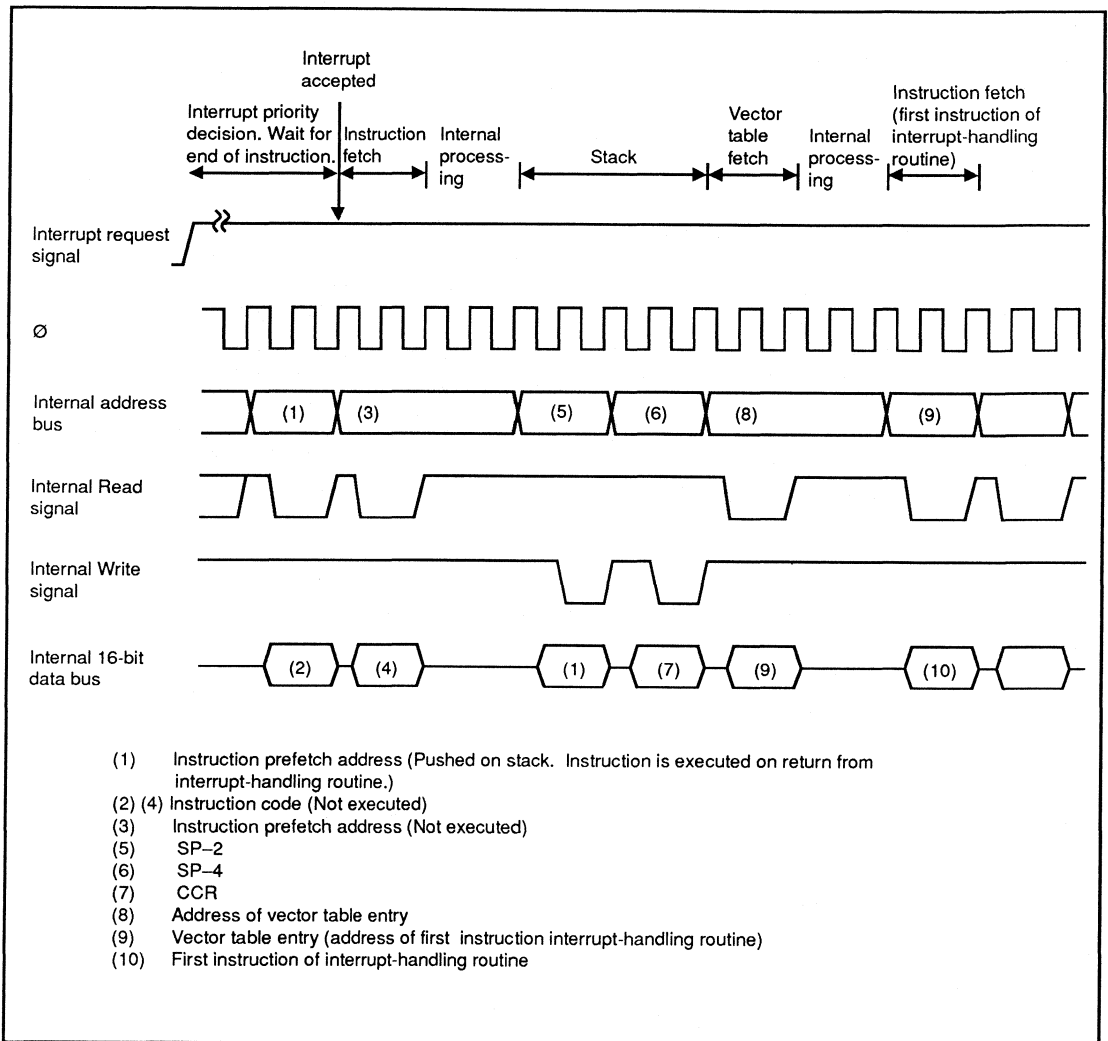 Interrupt
accepted
Interrupt priority
decision. Wait for
end of instruction.
Instruction
fetch
Internal
process-
ing
Stack
Vector
table
fetch
Internal
process-
ing
Instruction fetch
(first instruction of
interrupt-handling
routine)
Interrupt request
signal
Ø
Internal address
bus
(1) (3) (5) (6) (8) (9)
Internal Read
signal
Internal Write
signal
Internal 16-bit
data bus
(2) (4) (1) (7) (9) (10)
(1) Instruction prefetch address (Pushed on stack. Instruction is executed on return from
interrupt-handling routine.)
(2) (4) Instruction code (Not executed)
(3) Instruction prefetch address (Not executed)
(5) SP–2
(6) SP–4
(7) CCR
(8) Address of vector table entry
(9) Vector table entry (address of first instruction interrupt-handling routine)
(10) First instruction of interrupt-handling routine